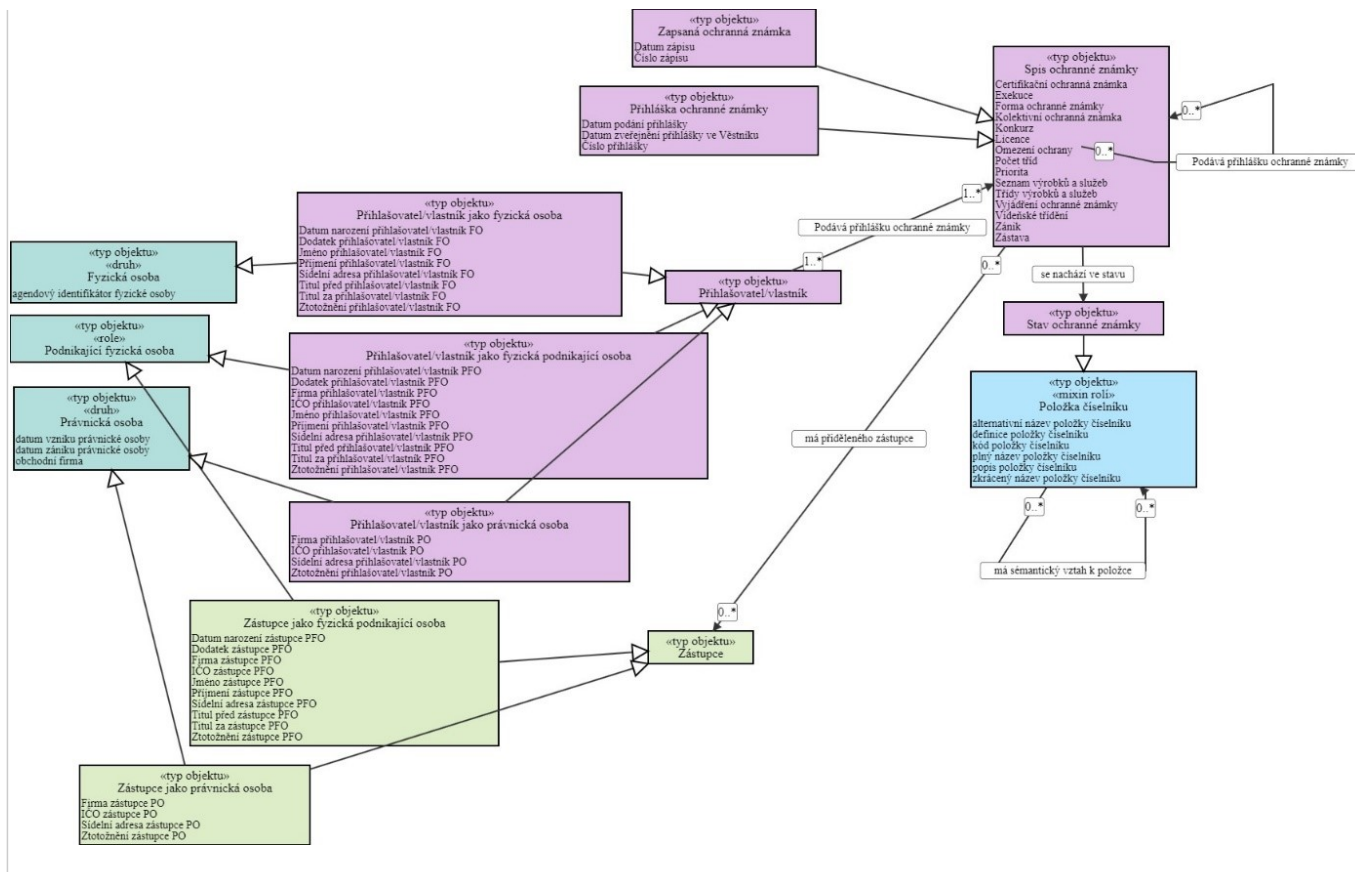 «typ objektu»
Zapsaná ochranná známka
Datum zápisu
Číslo zápisu
«typ objektu»
Přihláška ochranné známky
Datum podání přihlášky
Datum zveřejnění přihlášky ve Věstníku
Číslo přihlášky
«typ objektu»
Spis ochranné známky
Certifikační ochranná známka
Exekuce
Forma ochranné známky
Kolektivní ochranná známka
Konkurz
Licence
Omezení ochrany
Počet tříd
Priorita
Seznam výrobků a služeb
Třídy výrobků a služeb
Vyjádření ochranné známky
Vídeňské třídění
Zánik
Zástava
0..*
0..*
Podává přihlášku ochranné známky
1..*
Podává přihlášku ochranné známky
1..*
0..*
«typ objektu»
Přihlašovatel/vlastník jako fyzická osoba
Datum narození přihlašovatel/vlastník FO
Dodatek přihlašovatel/vlastník FO
Jméno přihlašovatel/vlastník FO
Příjmení přihlašovatel/vlastník FO
Sídelní adresa přihlašovatel/vlastník FO
Titul před přihlašovatel/vlastník FO
Titul za přihlašovatel/vlastník FO
Ztotožnění přihlašovatel/vlastník FO
«typ objektu»
«druh»
Fyzická osoba
agendový identifikátor fyzické osoby
«typ objektu»
Přihlašovatel/vlastník
se nachází ve stavu
«typ objektu»
Stav ochranné známky
«typ objektu»
«role»
Podnikající fyzická osoba
«typ objektu»
Přihlašovatel/vlastník jako fyzická podnikající osoba
Datum narození přihlašovatel/vlastník PFO
Dodatek přihlašovatel/vlastník PFO
Firma přihlašovatel/vlastník PFO
IČO přihlašovatel/vlastník PFO
Jméno přihlašovatel/vlastník PFO
Příjmení přihlašovatel/vlastník PFO
Sídelní adresa přihlašovatel/vlastník PFO
Titul před přihlašovatel/vlastník PFO
Titul za přihlašovatel/vlastník PFO
Ztotožnění přihlašovatel/vlastník PFO
«typ objektu»
«druh»
Právnická osoba
datum vzniku právnické osoby
datum zániku právnické osoby
obchodní firma
«typ objektu»
«mixin rolí»
Položka číselníku
alternativní název položky číselníku
definice položky číselníku
kód položky číselníku
plný název položky číselníku
popis položky číselníku
zkrácený název položky číselníku
0..*
0..*
má sémantický vztah k položce
má přiděleného zástupce
«typ objektu»
Přihlašovatel/vlastník jako právnická osoba
Firma přihlašovatel/vlastník PO
IČO přihlašovatel/vlastník PO
Sídelní adresa přihlašovatel/vlastník PO
Ztotožnění přihlašovatel/vlastník PO
«typ objektu»
Zástupce jako fyzická podnikající osoba
Datum narození zástupce PFO
Dodatek zástupce PFO
Firma zástupce PFO
IČO zástupce PFO
Jméno zástupce PFO
Příjmení zástupce PFO
Sídelní adresa zástupce PFO
Titul před zástupce PFO
Titul za zástupce PFO
Ztotožnění zástupce PFO
0..*
«typ objektu»
Zástupce
«typ objektu»
Zástupce jako právnická osoba
Firma zástupce PO
IČO zástupce PO
Sídelní adresa zástupce PO
Ztotožnění zástupce PO